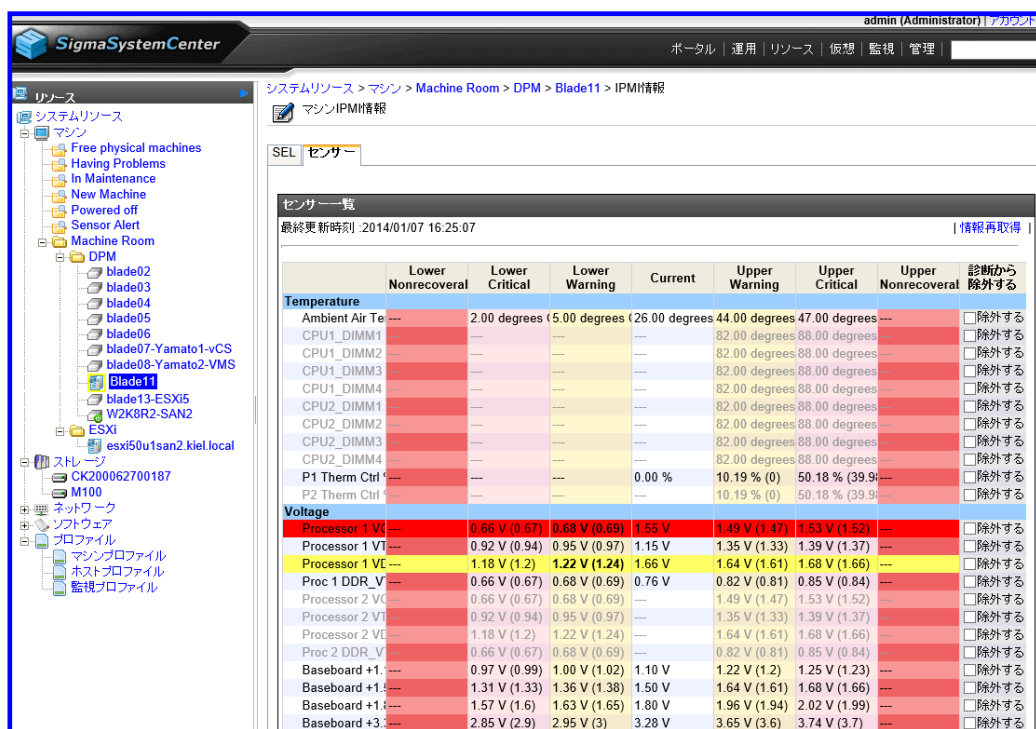 admin (Administrator) | アカウント
SigmaSystemCenter
ポータル | 運用 | リソース | 仮想 | 監視 | 管理 |
リソース
システムリソース
マシン
Free physical machines
Having Problems
In Maintenance
New Machine
Powered off
Sensor Alert
Machine Room
DPM
blade02
blade03
blade04
blade05
blade06
blade07-Yamato1-vCS
blade08-Yamato2-VMS
Blade11
blade13-ESXi5
W2K8R2-SAN2
ESXi
esxi50u1san2.kiel.local
ストレージ
CK200062700187
M100
ネットワーク
ソフトウェア
プロファイル
マシンプロファイル
ホストプロファイル
監視プロファイル
システムリソース > マシン > Machine Room > DPM > Blade11 > IPMI情報
マシンIPMI情報
SEL センサー
センサー一覧
最終更新時刻 :2014/01/07 16:25:07 | 情報再取得 |
Lower Nonrecoveral Lower Critical Lower Warning Current Upper Warning Upper Critical Upper Nonrecoveral 診断から除外する
Temperature
Ambient Air Te --- 2.00 degrees ( 5.00 degrees ( 26.00 degrees 44.00 degrees 47.00 degrees --- 除外する
CPU1_DIMM1 --- --- --- --- 82.00 degrees 88.00 degrees --- 除外する
CPU1_DIMM2 --- --- --- --- 82.00 degrees 88.00 degrees --- 除外する
CPU1_DIMM3 --- --- --- --- 82.00 degrees 88.00 degrees --- 除外する
CPU1_DIMM4 --- --- --- --- 82.00 degrees 88.00 degrees --- 除外する
CPU2_DIMM1 --- --- --- --- 82.00 degrees 88.00 degrees --- 除外する
CPU2_DIMM2 --- --- --- --- 82.00 degrees 88.00 degrees --- 除外する
CPU2_DIMM3 --- --- --- --- 82.00 degrees 88.00 degrees --- 除外する
CPU2_DIMM4 --- --- --- --- 82.00 degrees 88.00 degrees --- 除外する
P1 Therm Ctrl --- --- --- 0.00 % 10.19 % (0) 50.18 % (39.9 --- 除外する
P2 Therm Ctrl --- --- --- --- 10.19 % (0) 50.18 % (39.9 --- 除外する
Voltage
Processor 1 VC --- 0.66 V (0.67) 0.68 V (0.69) 1.55 V 1.49 V (1.47) 1.53 V (1.52) --- 除外する
Processor 1 VT --- 0.92 V (0.94) 0.95 V (0.97) 1.15 V 1.35 V (1.33) 1.39 V (1.37) --- 除外する
Processor 1 VD --- 1.18 V (1.2) 1.22 V (1.24) 1.66 V 1.64 V (1.61) 1.68 V (1.66) --- 除外する
Proc 1 DDR_V --- 0.66 V (0.67) 0.68 V (0.69) 0.76 V 0.82 V (0.81) 0.85 V (0.84) --- 除外する
Processor 2 VC --- 0.66 V (0.67) 0.68 V (0.69) --- 1.49 V (1.47) 1.53 V (1.52) --- 除外する
Processor 2 VT --- 0.92 V (0.94) 0.95 V (0.97) --- 1.35 V (1.33) 1.39 V (1.37) --- 除外する
Processor 2 VD --- 1.18 V (1.2) 1.22 V (1.24) --- 1.64 V (1.61) 1.68 V (1.66) --- 除外する
Proc 2 DDR_V --- 0.66 V (0.67) 0.68 V (0.69) --- 0.82 V (0.81) 0.85 V (0.84) --- 除外する
Baseboard +1. --- 0.97 V (0.99) 1.00 V (1.02) 1.10 V 1.22 V (1.2) 1.25 V (1.23) --- 除外する
Baseboard +1.5 --- 1.31 V (1.33) 1.36 V (1.38) 1.50 V 1.64 V (1.61) 1.68 V (1.66) --- 除外する
Baseboard +1.8 --- 1.57 V (1.6) 1.63 V (1.65) 1.80 V 1.96 V (1.94) 2.02 V (1.99) --- 除外する
Baseboard +3. --- 2.85 V (2.9) 2.95 V (3) 3.28 V 3.65 V (3.6) 3.74 V (3.7) --- 除外する